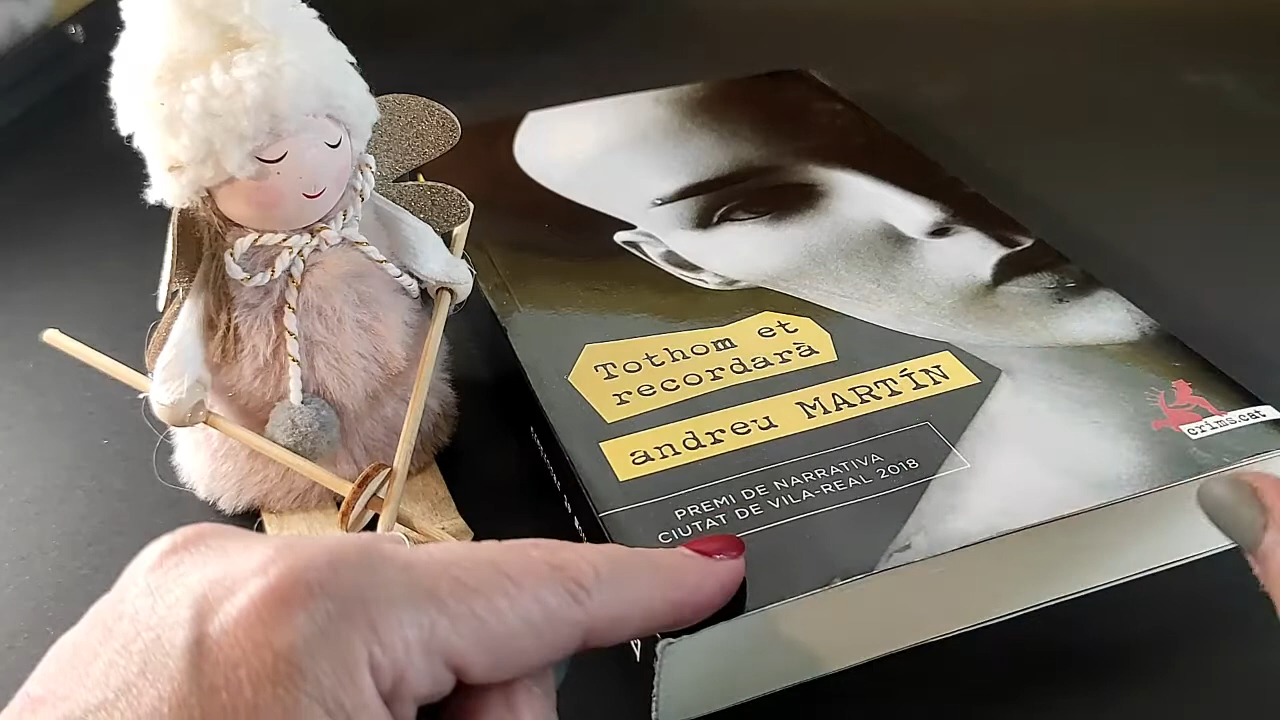 Tothom et
recordarà
andreu MARTÍN
PREMI DE NARRATIVA
CIUTAT DE VILA-REAL 2018
crims.cat